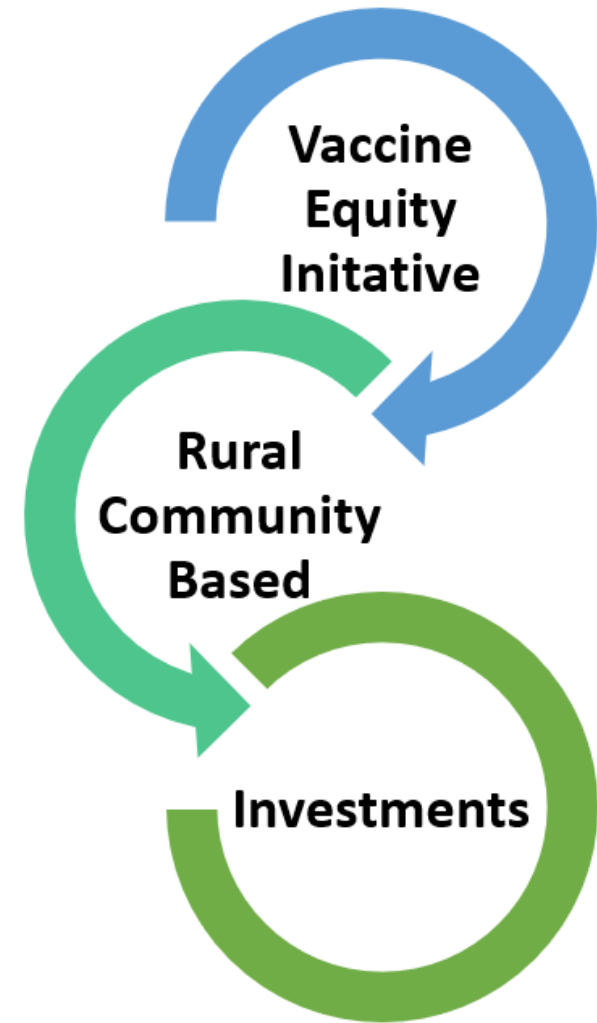 Vaccine
Equity
Initative
Rural
Community
Based
Investments